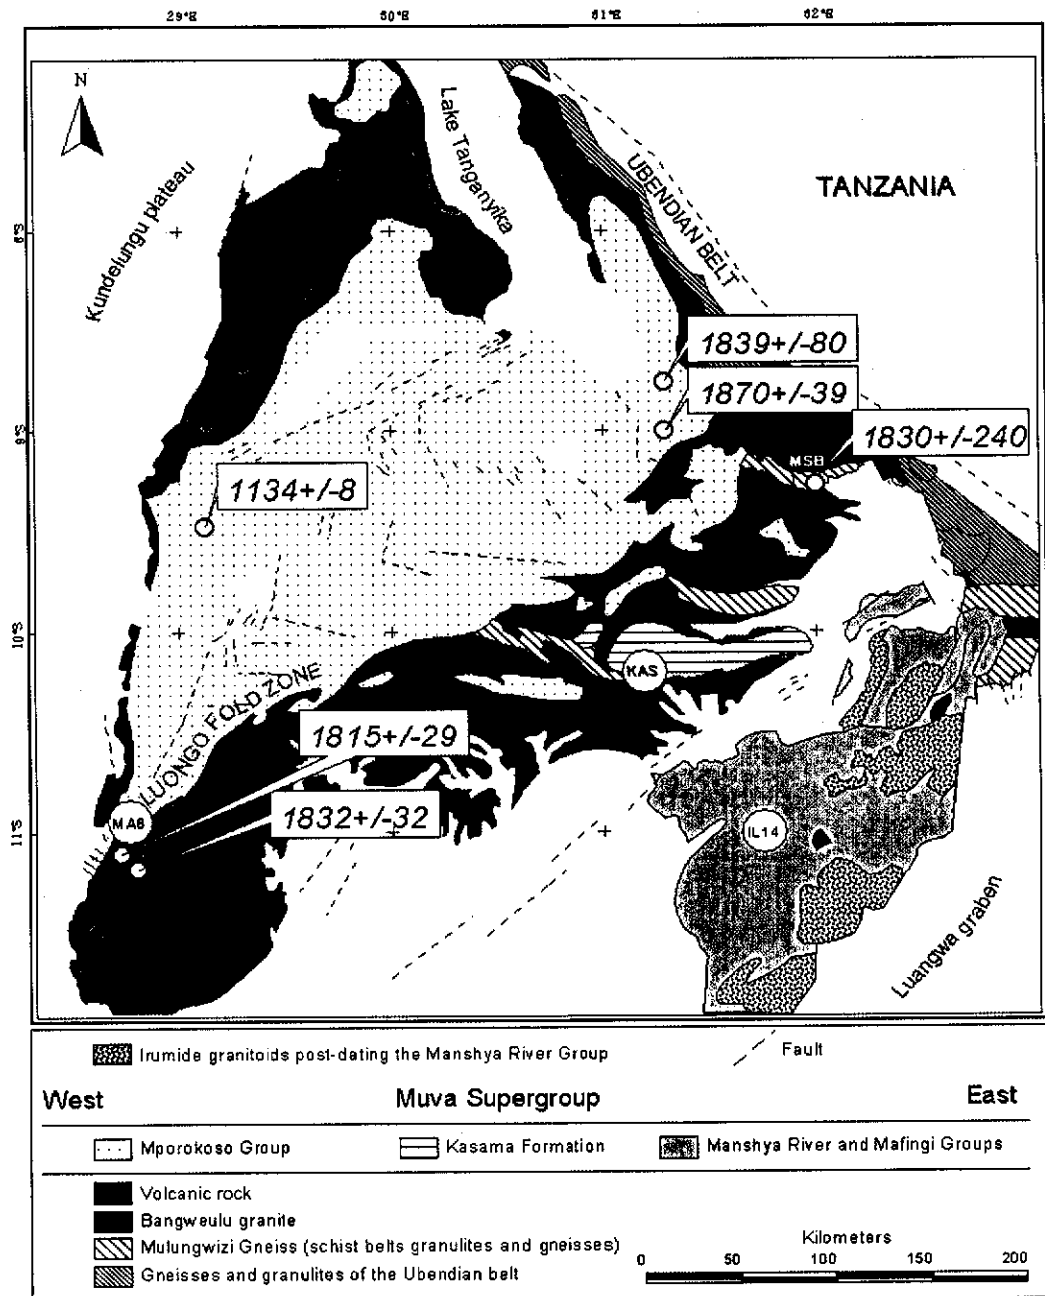 29°E 30°E 31°E 32°E
N
Lake Tanganyika
Kundelungu plateau
UBENDIAN BELT
TANZANIA
8°S
1839+/-80
1870+/-39
9°S
1830+/-240
MSB
1134+/-8
10°S
KAS
LUONGO FOLD ZONE
1815+/-29
1832+/-32
MA6
11°S
IL14
Luangwa graben
Irumide granitoids post-dating the Manshya River Group
Fault
West Muva Supergroup East
Mporokoso Group Kasama Formation Manshya River and Mafingi Groups
Volcanic rock
Bangweulu granite
Mulungwizi Gneiss (schist belts granulites and gneisses)
Gneisses and granulites of the Ubendian belt
Kilometers
0 50 100 150 200